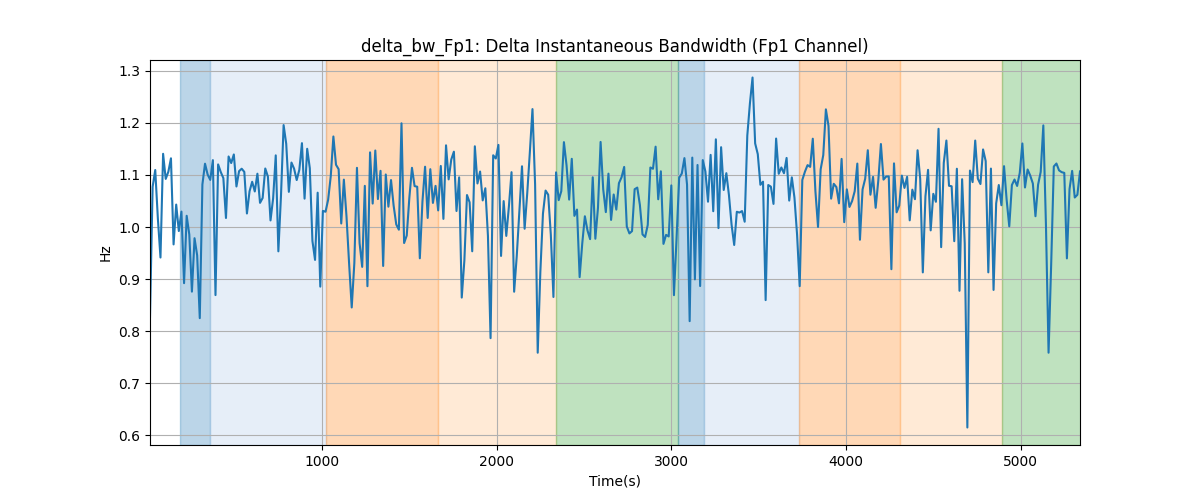 delta_bw_Fp1: Delta Instantaneous Bandwidth (Fp1 Channel)
Hz
1.3
1.2
1.1
1.0
0.9
0.8
0.7
0.6
1000 2000 3000 4000 5000
Time(s)